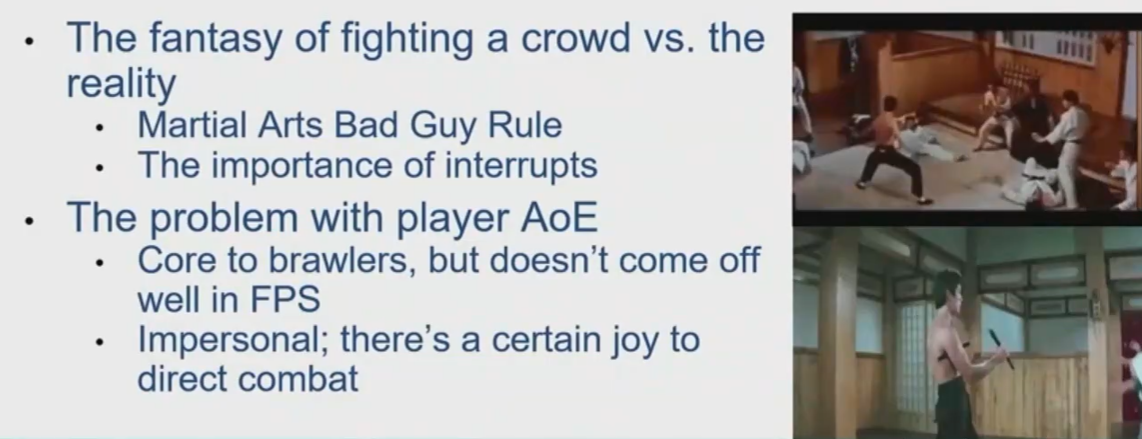 • The fantasy of fighting a crowd vs. the
reality
• Martial Arts Bad Guy Rule
• The importance of interrupts
• The problem with player AoE
• Core to brawlers, but doesn't come off
well in FPS
• Impersonal; there's a certain joy to
direct combat